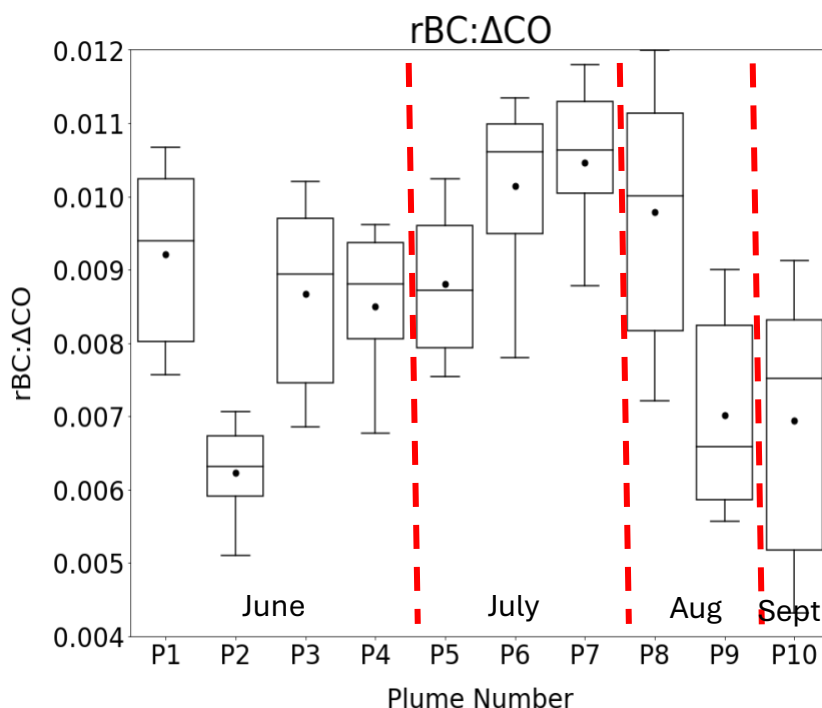 rBC:ΔCO
0.012
0.011
0.010
0.009
0.008
0.007
0.006
0.005
0.004
rBC:ΔCO
June
July
Aug
Sept
P1 P2 P3 P4 P5 P6 P7 P8 P9 P10
Plume Number